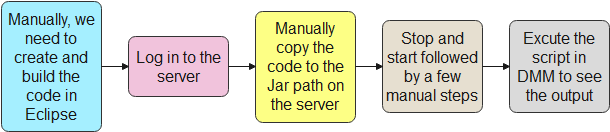 Manually, we
need to
create and
build the
code in
Eclipse
Log in to the
server
Manually
copy the
code to the
Jar path on
the server
Stop and
start followed
by a few
manual steps
Excute the
script in
DMM to see
the output